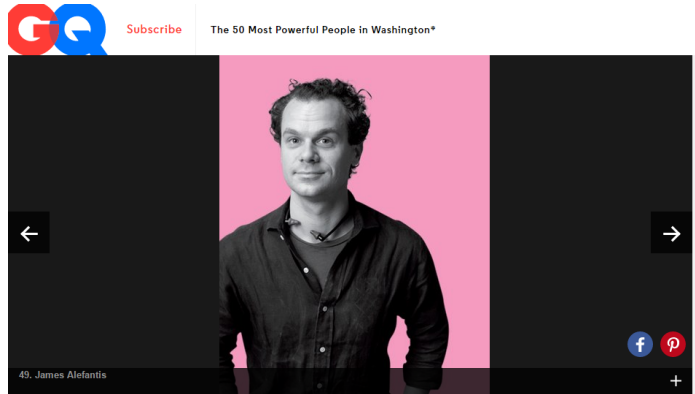 GQ
Subscribe
The 50 Most Powerful People in Washington*
49. James Alefantis